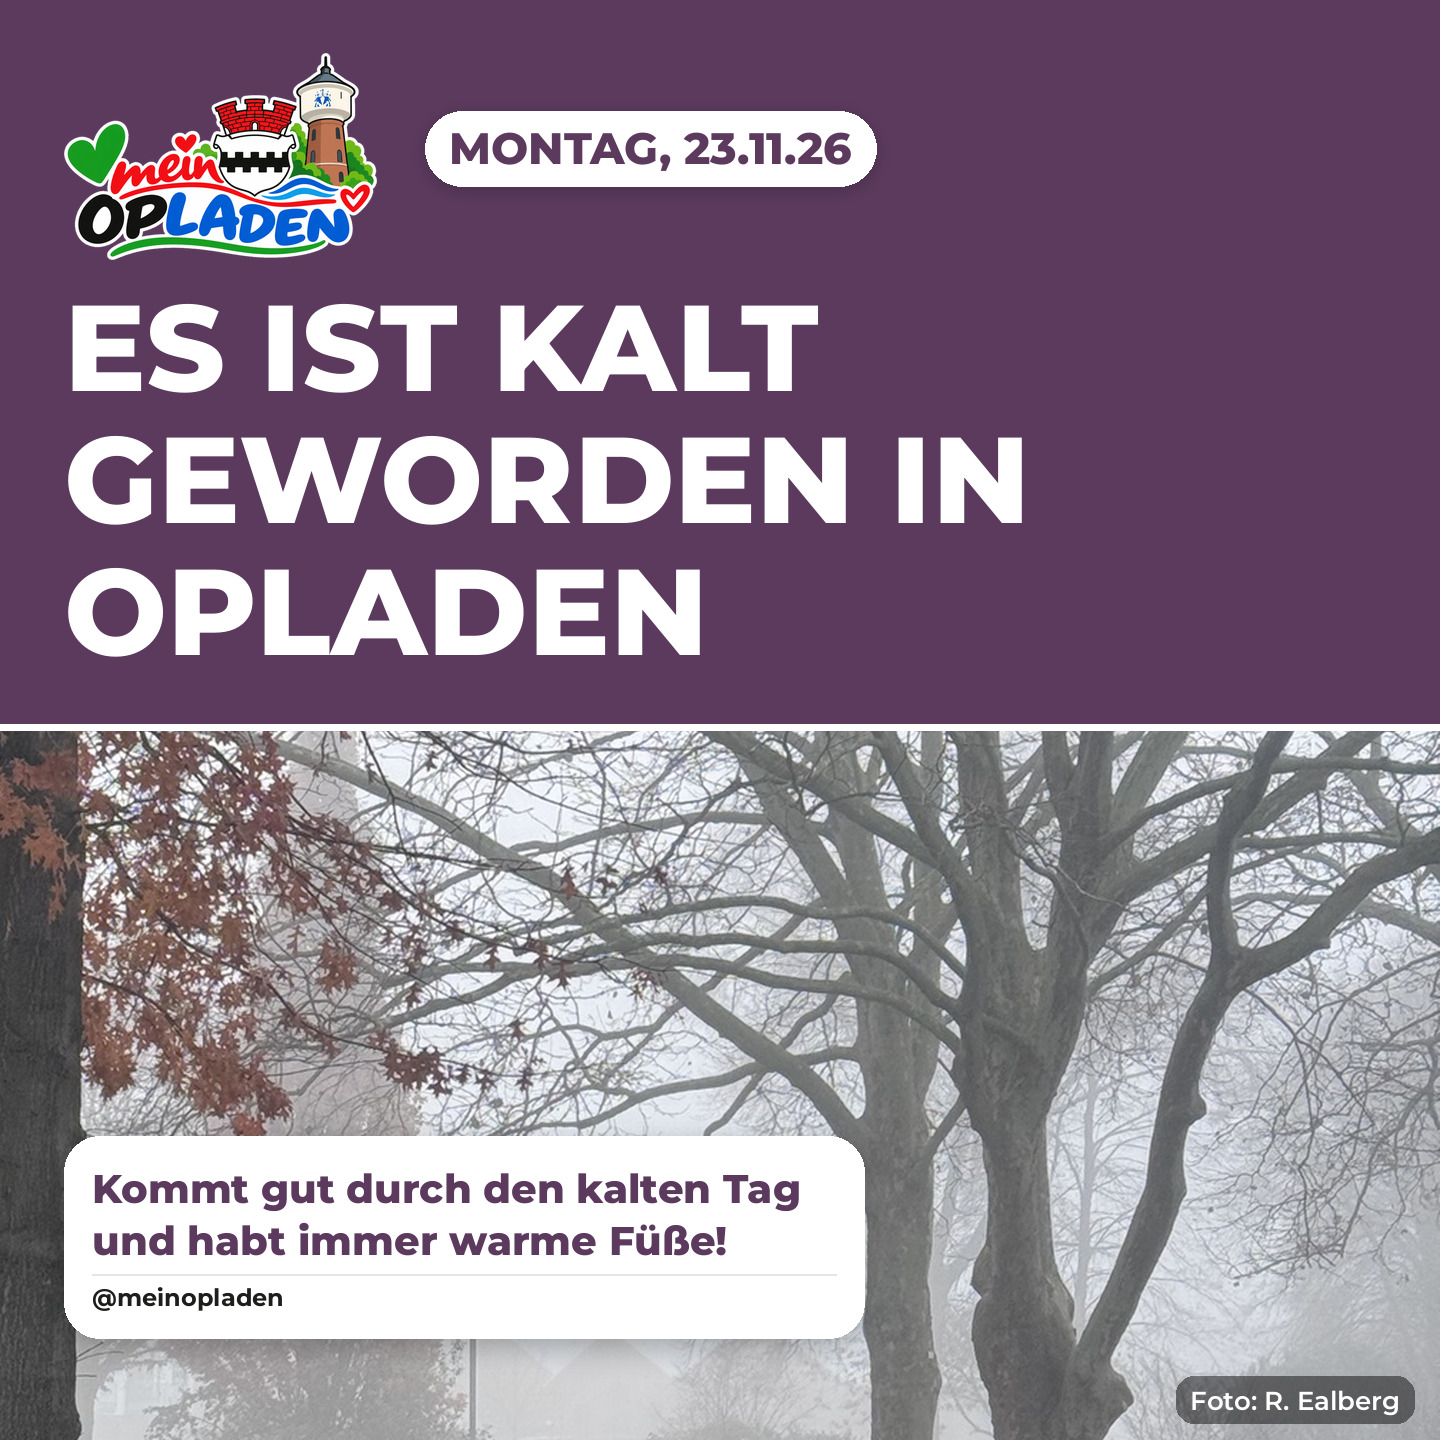 mein
OPLADEN
MONTAG, 23.11.26
ES IST KALT
GEWORDEN IN
OPLADEN
Kommt gut durch den kalten Tag
und habt immer warme Füße!
@meinopladen
Foto: R. Ealberg